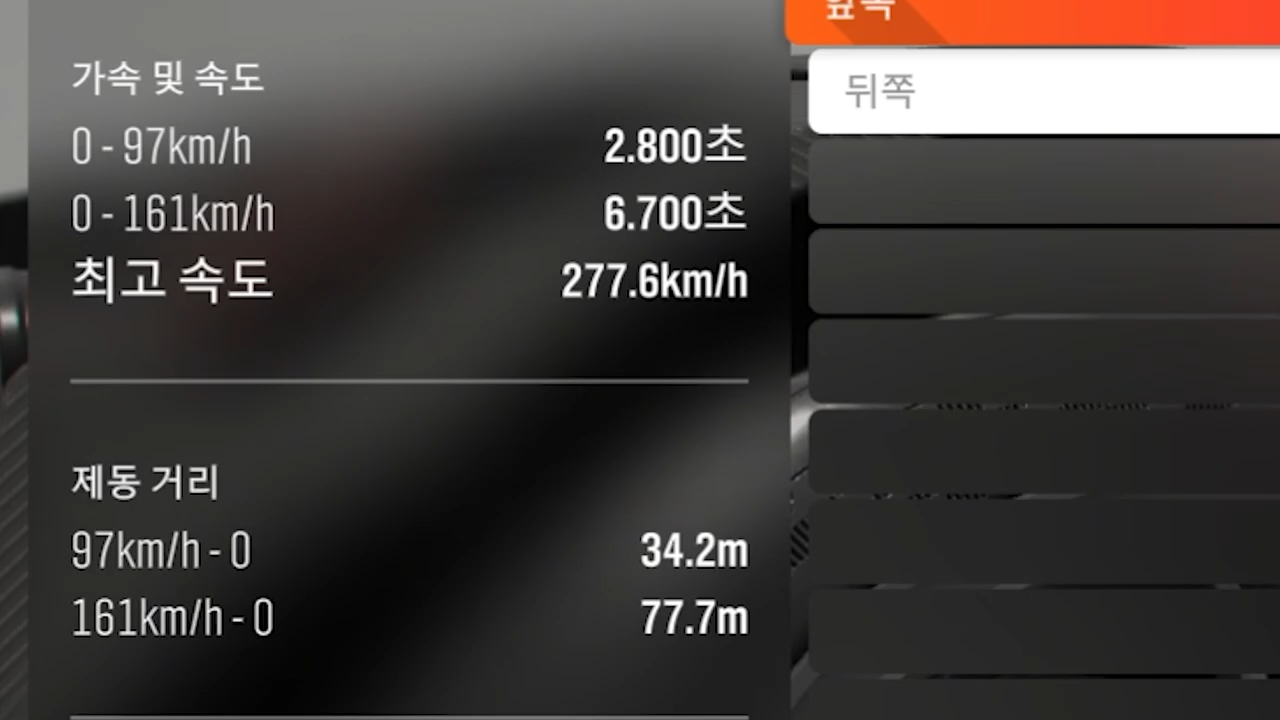 가속 및 속도
0 - 97km/h 2.800초
0 - 161km/h 6.700초
최고 속도 277.6km/h
제동 거리
97km/h - 0 34.2m
161km/h - 0 77.7m
앞쪽
뒤쪽